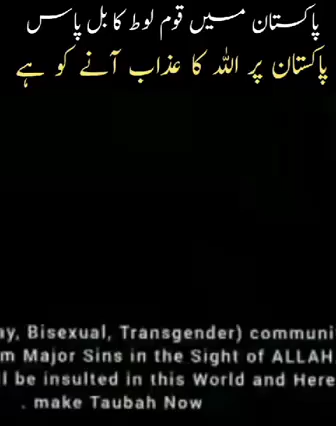 پاکستان میں قوم لوط کا بل پاس
پاکستان پر اللہ کا عذاب آنے کو ہے
ay, Bisexual, Transgender) communi
m Major Sins in the Sight of ALLAH
l be insulted in this World and Here
. make Taubah Now